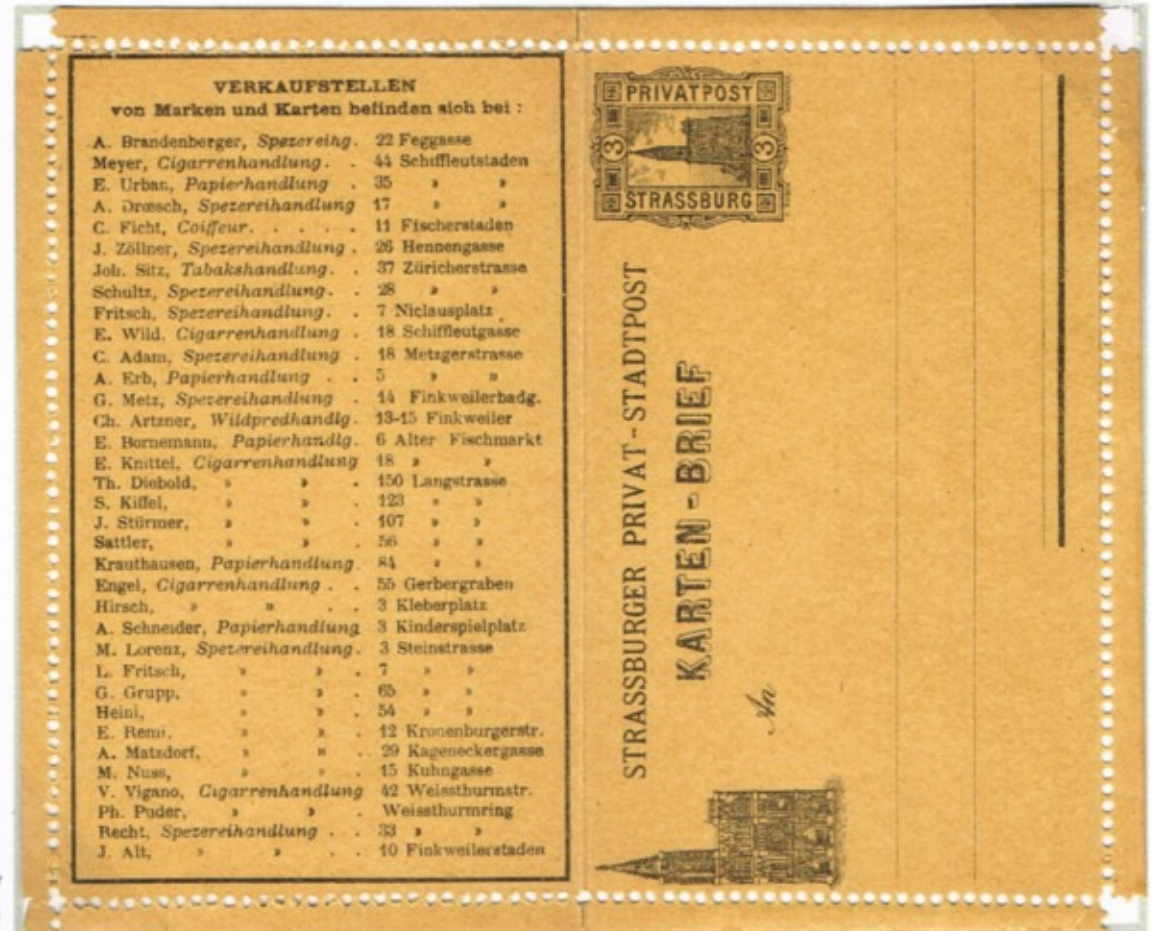 VERKAUFSTELLEN
von Marken und Karten befinden sich bei :
A. Brandenberger, Spezereihg. 22 Feggasse
Meyer, Cigarrenhandlung . . 44 Schiffleutstaden
E. Urban, Papierhandlung . 35 » »
A. Drœsch, Spezereihandlung 17 » »
C. Ficht, Coiffeur . . . . . 11 Fischerstaden
J. Zöllner, Spezereihandlung . 26 Hennengasse
Joh. Sitz, Tabakshandlung . . 37 Züricherstrasse
Schultz, Spezereihandlung . . 28 » »
Fritsch, Spezereihandlung . . 7 Niclausplatz
E. Wild, Cigarrenhandlung . 18 Schiffleutgasse
C. Adam, Spezereihandlung . 18 Metzgerstrasse
A. Erb, Papierhandlung . . 5 » »
G. Metz, Spezereihandlung . 14 Finkweilerbadg.
Ch. Artzner, Wildpredhandlg. 13-15 Finkweiler
E. Bornemann, Papierhandlg. 6 Alter Fischmarkt
E. Knittel, Cigarrenhandlung 18 » »
Th. Diebold, » » . 150 Langstrasse
S. Kiffel, » » . 123 » »
J. Stürmer, » » . 107 » »
Sattler, » » . 56 » »
Krauthausen, Papierhandlung. 84 » »
Engel, Cigarrenhandlung . . 55 Gerbergraben
Hirsch, » » . . 3 Kleberplatz
A. Schneider, Papierhandlung 3 Kinderspielplatz
M. Lorenz, Spezereihandlung. 3 Steinstrasse
L. Fritsch, » » . 7 » »
G. Grupp, » » . 65 » »
Heini, » » . 54 » »
E. Remi, » » . 12 Kronenburgerstr.
A. Matzdorf, » » . 29 Kageneckergasse
M. Nuss, » » . 15 Kuhngasse
V. Vigano, Cigarrenhandlung 42 Weissthurmstr.
Ph. Puder, » » . Weissthurmring
Recht, Spezereihandlung . . 33 » »
J. Alt, » » . . 10 Finkweilerstaden
PRIVATPOST
3 3
STRASSBURG
STRASSBURGER PRIVAT-STADTPOST
KARTEN-BRIEF
An